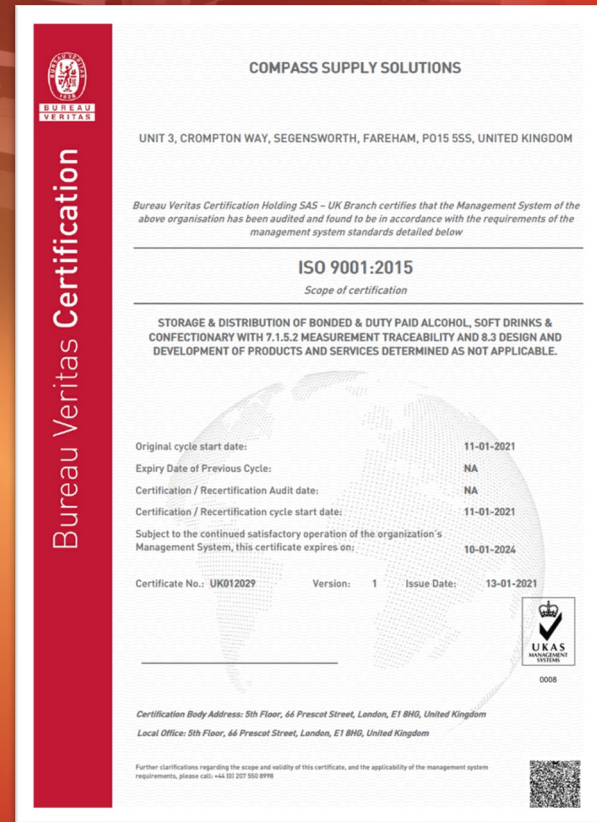 BUREAU VERITAS
1828
BUREAU
VERITAS
Bureau Veritas Certification
COMPASS SUPPLY SOLUTIONS
UNIT 3, CROMPTON WAY, SEGENSWORTH, FAREHAM, PO15 5SS, UNITED KINGDOM
Bureau Veritas Certification Holding SAS – UK Branch certifies that the Management System of the
above organisation has been audited and found to be in accordance with the requirements of the
management system standards detailed below
ISO 9001:2015
Scope of certification
STORAGE & DISTRIBUTION OF BONDED & DUTY PAID ALCOHOL, SOFT DRINKS &
CONFECTIONARY WITH 7.1.5.2 MEASUREMENT TRACEABILITY AND 8.3 DESIGN AND
DEVELOPMENT OF PRODUCTS AND SERVICES DETERMINED AS NOT APPLICABLE.
Original cycle start date: 11-01-2021
Expiry Date of Previous Cycle: NA
Certification / Recertification Audit date: NA
Certification / Recertification cycle start date: 11-01-2021
Subject to the continued satisfactory operation of the organization's
Management System, this certificate expires on: 10-01-2024
Certificate No.: UK012029 Version: 1 Issue Date: 13-01-2021
UKAS
MANAGEMENT
SYSTEMS
0008
Certification Body Address: 5th Floor, 66 Prescot Street, London, E1 8HG, United Kingdom
Local Office: 5th Floor, 66 Prescot Street, London, E1 8HG, United Kingdom
Further clarifications regarding the scope and validity of this certificate, and the applicability of the management system
requirements, please call: +44 (0) 207 550 8998